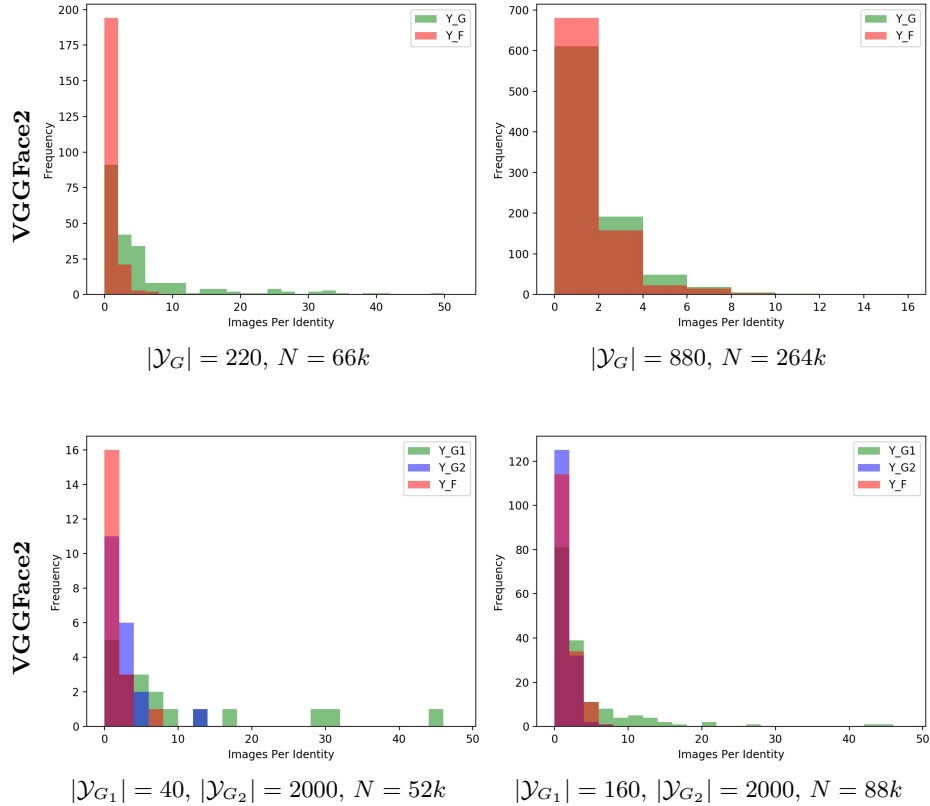 VGGFace2
Frequency
200
175
150
125
100
75
50
25
0
0 10 20 30 40 50
Images Per Identity
Y_G
Y_F
|𝒴_G| = 220, N = 66k
Frequency
700
600
500
400
300
200
100
0
0 2 4 6 8 10 12 14 16
Images Per Identity
Y_G
Y_F
|𝒴_G| = 880, N = 264k
VGGFace2
Frequency
16
14
12
10
8
6
4
2
0
0 10 20 30 40 50
Images Per Identity
Y_G1
Y_G2
Y_F
|𝒴_{G_1}| = 40, |𝒴_{G_2}| = 2000, N = 52k
Frequency
120
100
80
60
40
20
0
0 10 20 30 40 50
Images Per Identity
Y_G1
Y_G2
Y_F
|𝒴_{G_1}| = 160, |𝒴_{G_2}| = 2000, N = 88k